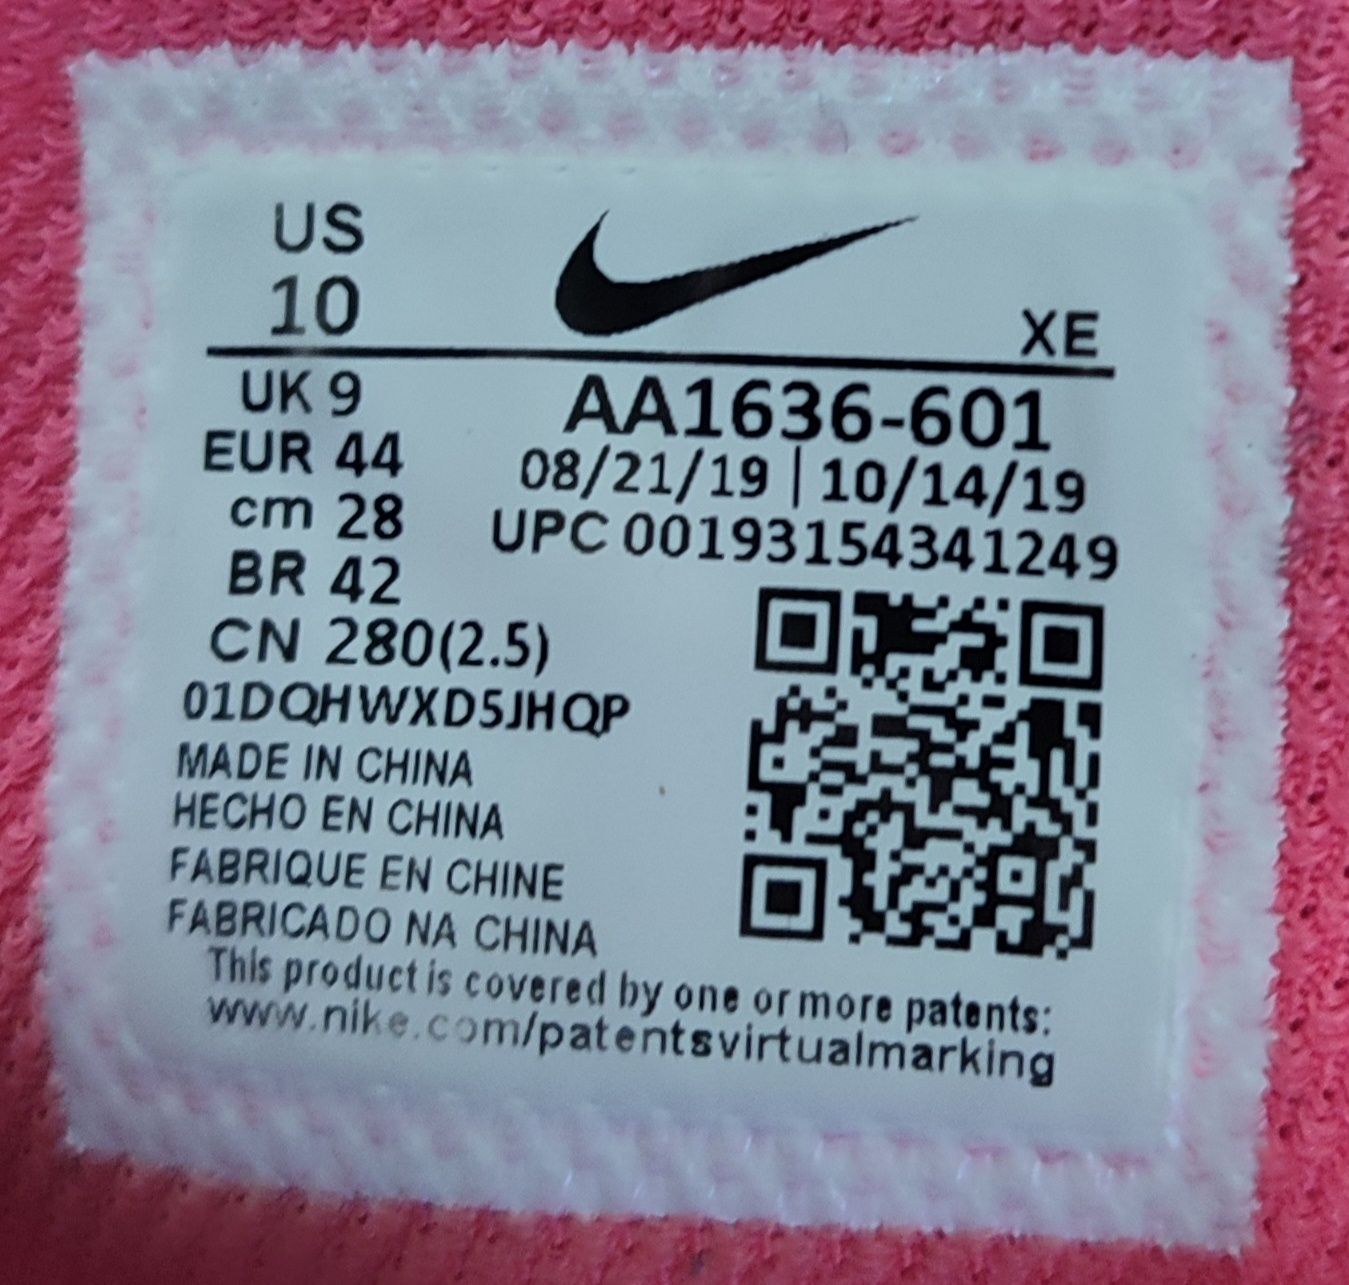 US
10
XE
UK 9
EUR 44
cm 28
BR 42
CN 280(2.5)
AA1636-601
08/21/19 | 10/14/19
UPC 00193154341249
01DQHWXD5JHQP
MADE IN CHINA
HECHO EN CHINA
FABRIQUE EN CHINE
FABRICADO NA CHINA
This product is covered by one or more patents:
www.nike.com/patentsvirtualmarking